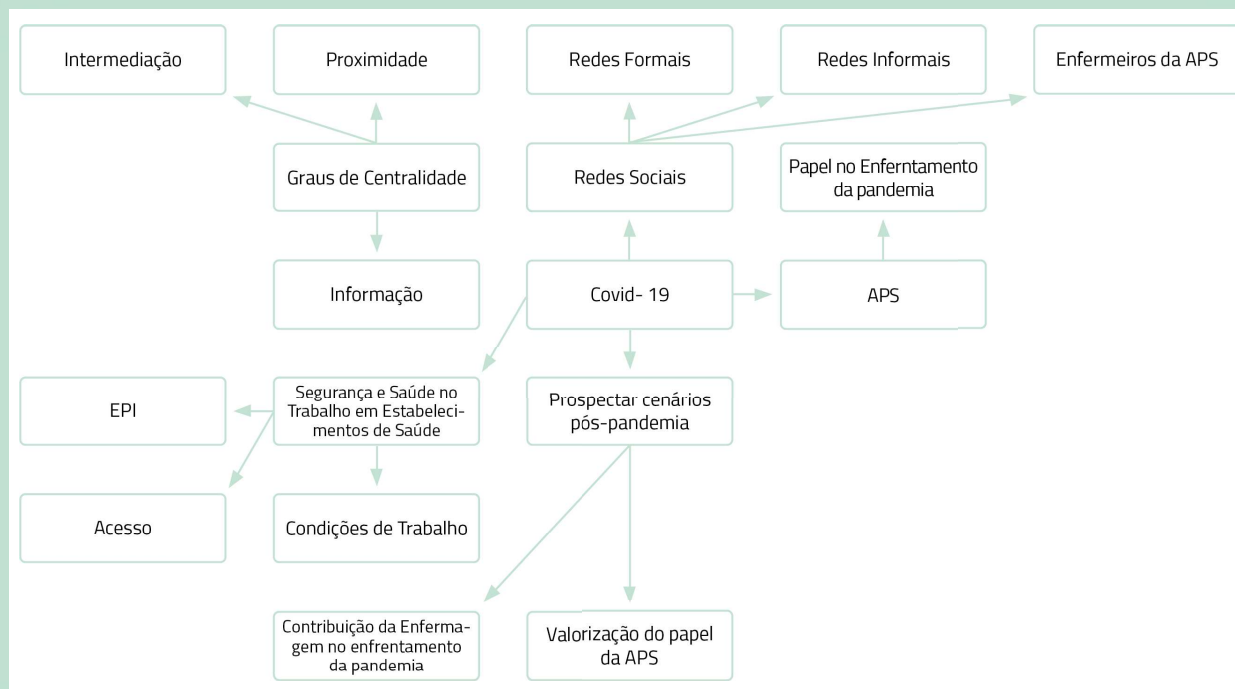 Intermediação
Proximidade
Redes Formais
Redes Informais
Enfermeiros da APS
Graus de Centralidade
Redes Sociais
Papel no Enferntamento
da pandemia
Informação
Covid- 19
APS
EPI
Segurança e Saúde no
Trabalho em Estabeleci-
mentos de Saúde
Prospectar cenários
pós-pandemia
Acesso
Condições de Trabalho
Contribuição da Enferma-
gem no enfrentamento
da pandemia
Valorização do papel
da APS